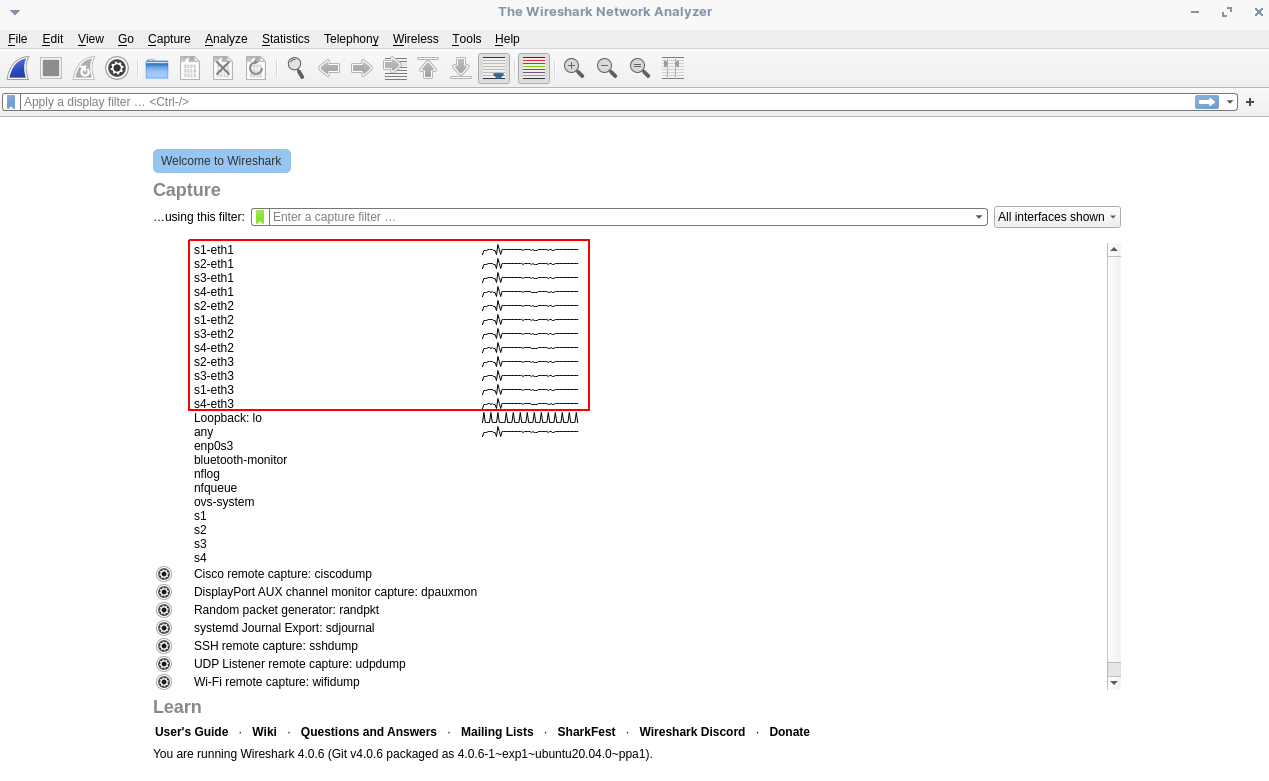 The Wireshark Network Analyzer
File Edit View Go Capture Analyze Statistics Telephony Wireless Tools Help
Apply a display filter … <Ctrl-/>
Welcome to Wireshark
Capture
…using this filter: Enter a capture filter … All interfaces shown
s1-eth1
s2-eth1
s3-eth1
s4-eth1
s2-eth2
s1-eth2
s3-eth2
s4-eth2
s2-eth3
s3-eth3
s1-eth3
s4-eth3
Loopback: lo
any
enp0s3
bluetooth-monitor
nflog
nfqueue
ovs-system
s1
s2
s3
s4
Cisco remote capture: ciscodump
DisplayPort AUX channel monitor capture: dpauxmon
Random packet generator: randpkt
systemd Journal Export: sdjournal
SSH remote capture: sshdump
UDP Listener remote capture: udpdump
Wi-Fi remote capture: wifidump
Learn
User's Guide · Wiki · Questions and Answers · Mailing Lists · SharkFest · Wireshark Discord · Donate
You are running Wireshark 4.0.6 (Git v4.0.6 packaged as 4.0.6-1~exp1~ubuntu20.04.0~ppa1).